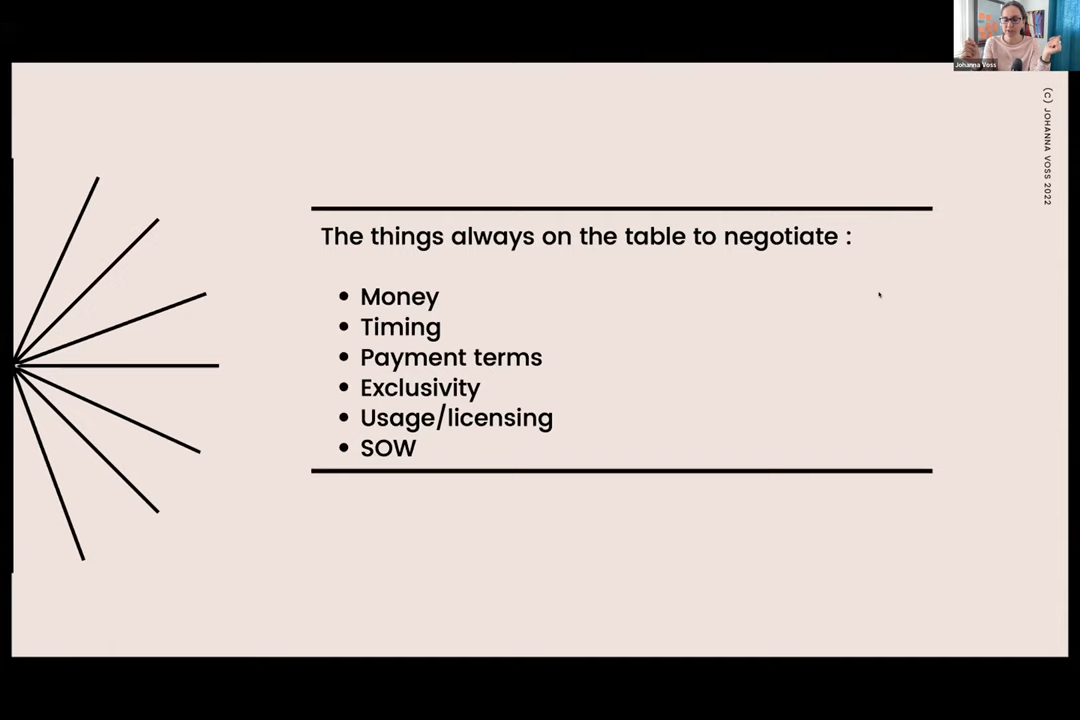 Johanna Voss
(C) JOHANNA VOSS 2022
The things always on the table to negotiate :
• Money
• Timing
• Payment terms
• Exclusivity
• Usage/licensing
• SOW